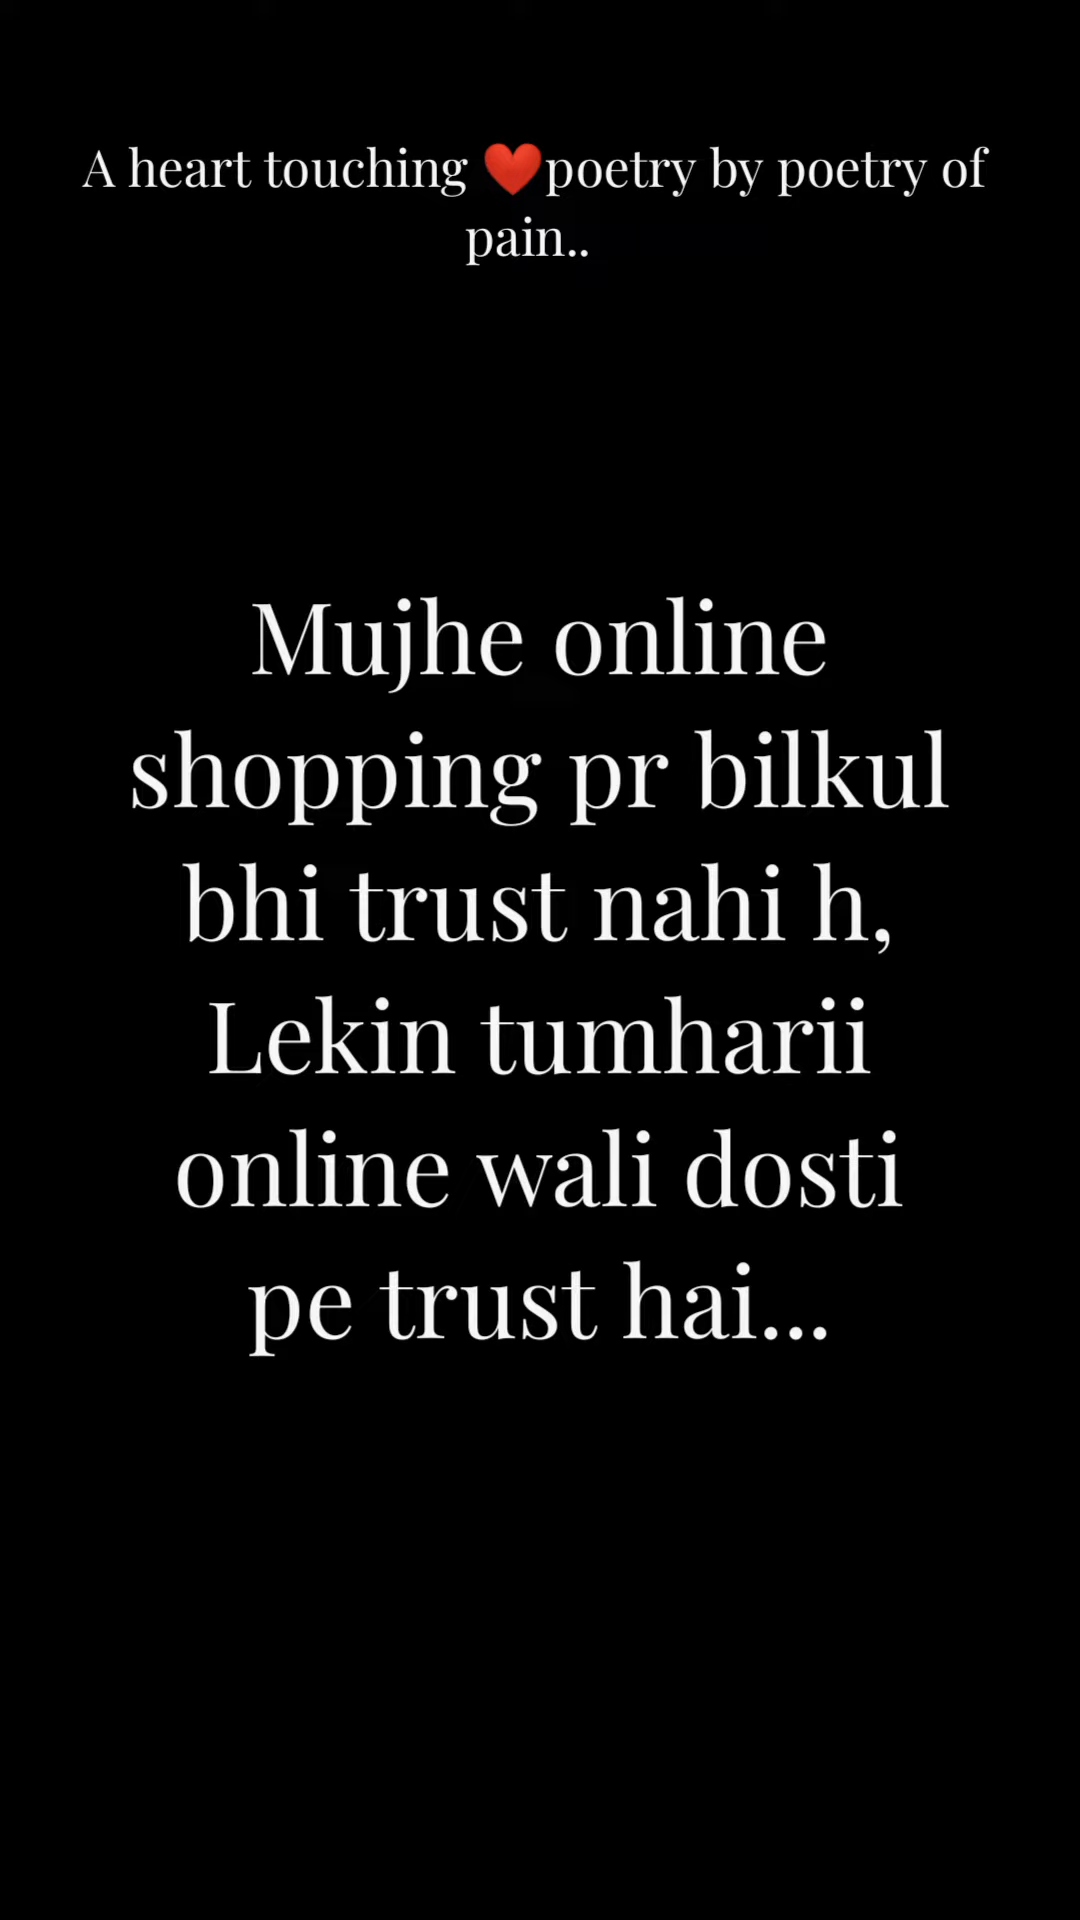 A heart touching ❤️poetry by poetry of
pain..
Mujhe online
shopping pr bilkul
bhi trust nahi h,
Lekin tumharii
online wali dosti
pe trust hai...